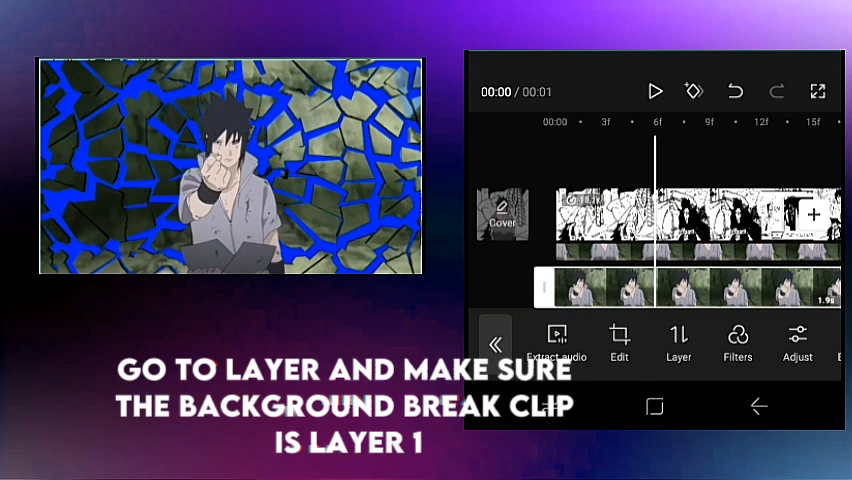 00:00 / 00:01
00:00 3f 6f 9f 12f 15f
Cover
1.9s
Extract audio Edit Layer Filters Adjust
GO TO LAYER AND MAKE SURE
THE BACKGROUND BREAK CLIP
IS LAYER 1